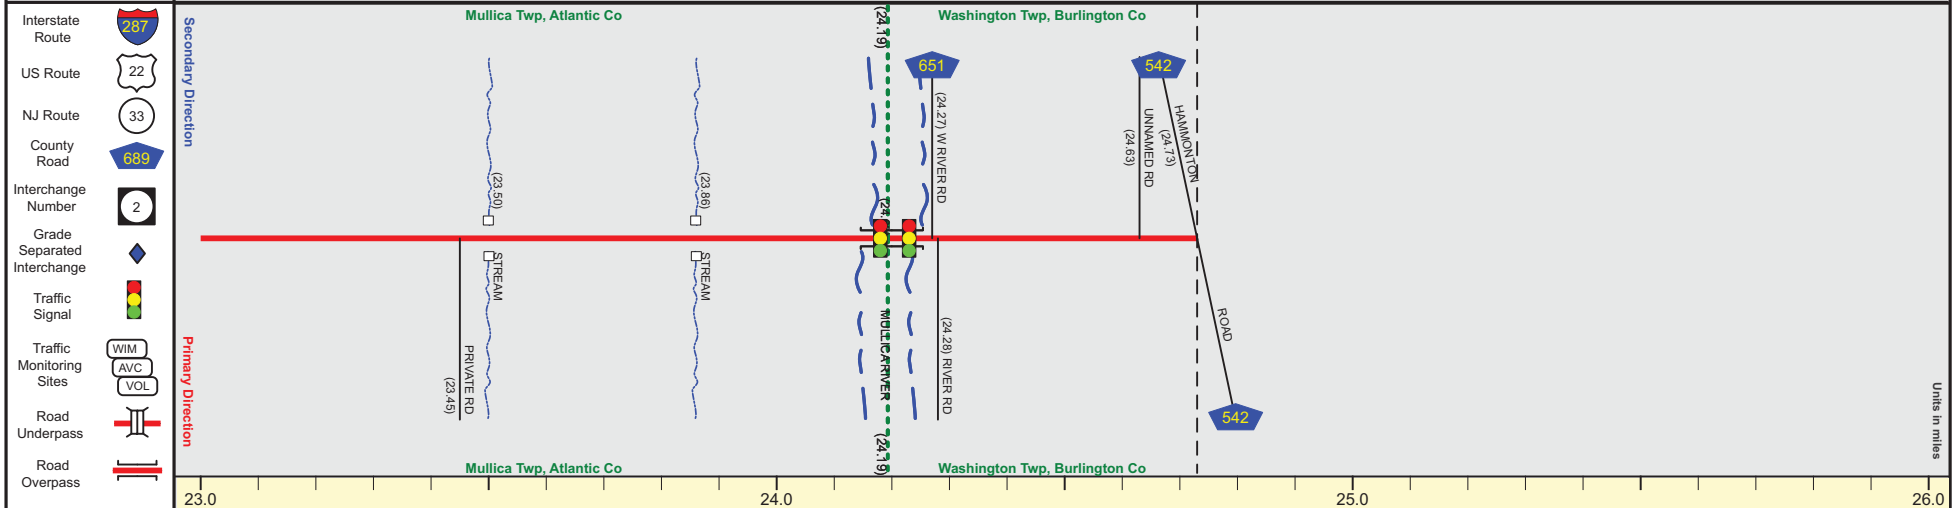 Interstate
Route
287
US Route
22
NJ Route
33
County
Road
689
Interchange
Number
2
Grade
Separated
Interchange
Traffic
Signal
Traffic
Monitoring
Sites
WIM
AVC
VOL
Road
Underpass
Road
Overpass
Secondary Direction
Primary Direction
Mullica Twp, Atlantic Co
(24.19)
Washington Twp, Burlington Co
651
542
(23.50)
(23.86)
(24.27) W RIVER RD
UNNAMED RD
(24.63)
HAMMONTON
(24.73)
STREAM
STREAM
PRIVATE RD
(23.45)
MULLICA RIVER
(24.28) RIVER RD
ROAD
542
Mullica Twp, Atlantic Co
(24.19)
Washington Twp, Burlington Co
Units in miles
23.0
24.0
25.0
26.0